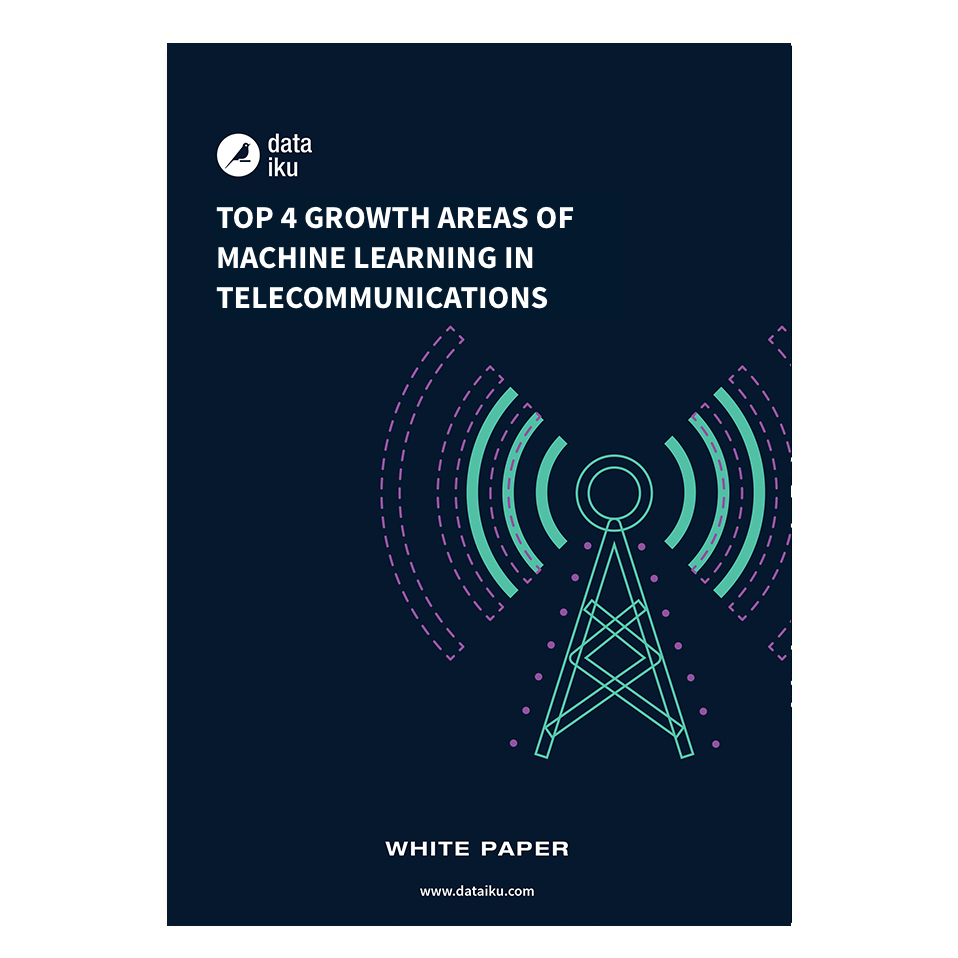 data
iku
TOP 4 GROWTH AREAS OF
MACHINE LEARNING IN
TELECOMMUNICATIONS
WHITE PAPER
www.dataiku.com